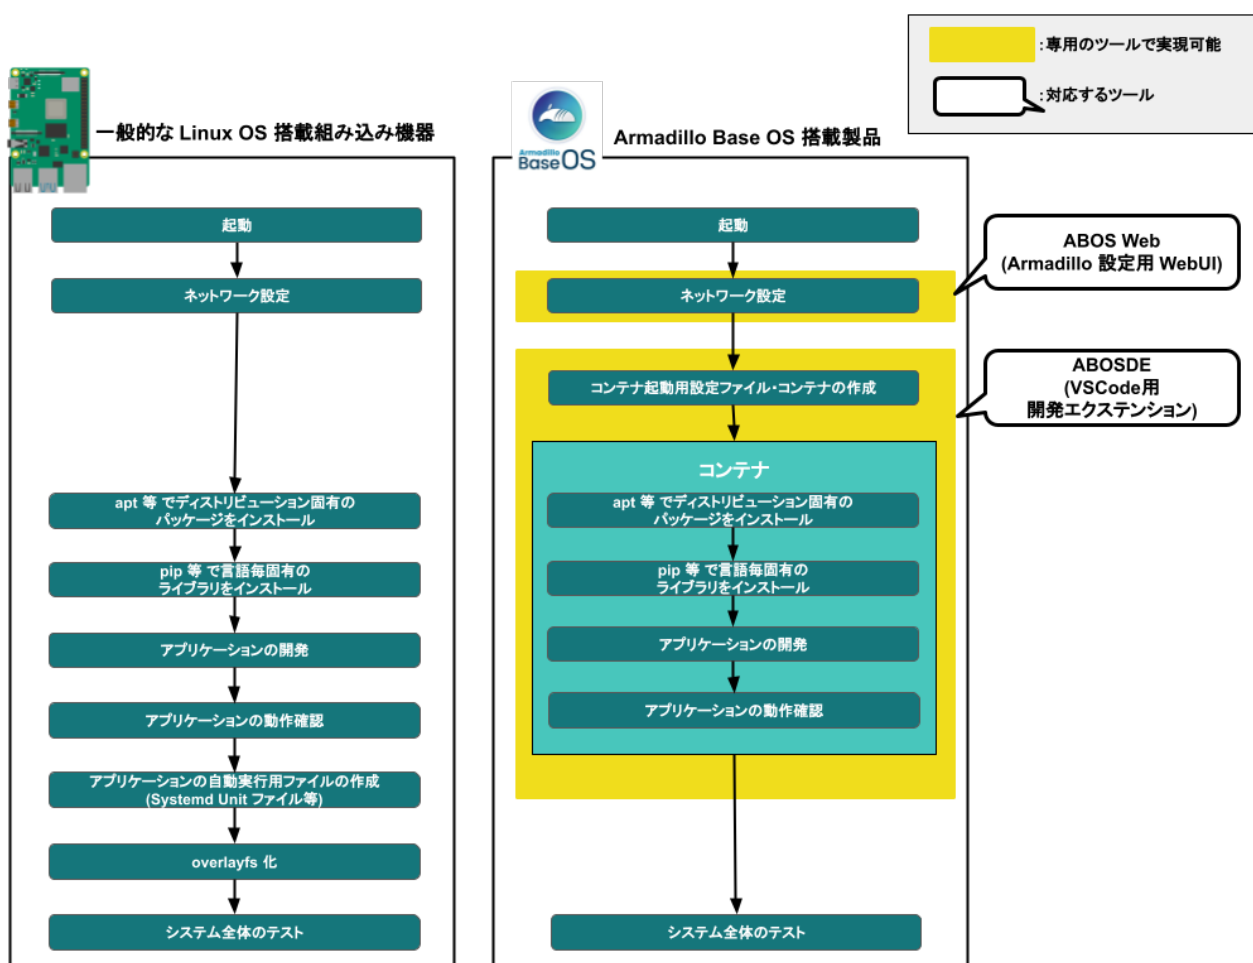 :専用のツールで実現可能
:対応するツール
一般的な Linux OS 搭載組み込み機器
起動
ネットワーク設定
apt 等 でディストリビューション固有の
パッケージをインストール
pip 等 で言語毎固有の
ライブラリをインストール
アプリケーションの開発
アプリケーションの動作確認
アプリケーションの自動実行用ファイルの作成
(Systemd Unit ファイル等)
overlayfs 化
システム全体のテスト
Armadillo
Base OS
Armadillo Base OS 搭載製品
起動
ネットワーク設定
コンテナ起動用設定ファイル・コンテナの作成
コンテナ
apt 等 でディストリビューション固有の
パッケージをインストール
pip 等 で言語毎固有の
ライブラリをインストール
アプリケーションの開発
アプリケーションの動作確認
システム全体のテスト
ABOS Web
(Armadillo 設定用 WebUI)
ABOSDE
(VSCode用
開発エクステンション)